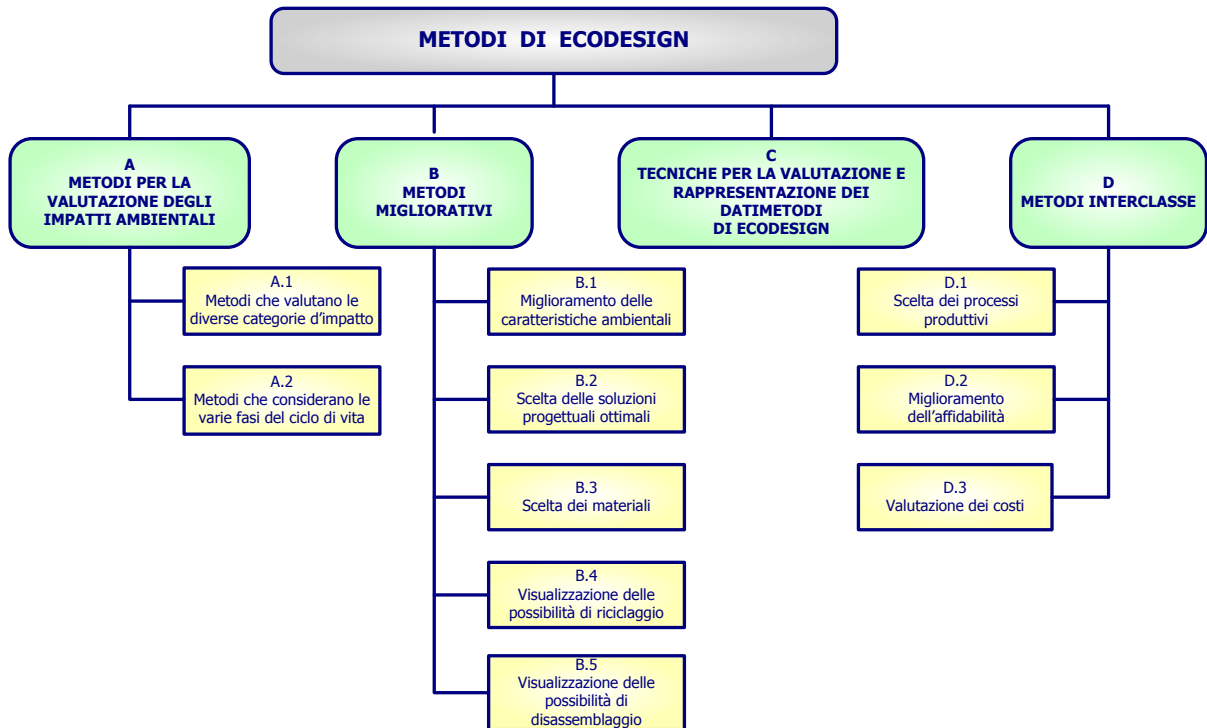 METODI DI ECODESIGN
A
METODI PER LA
VALUTAZIONE DEGLI
IMPATTI AMBIENTALI
B
METODI
MIGLIORATIVI
C
TECNICHE PER LA VALUTAZIONE E
RAPPRESENTAZIONE DEI
DATIMETODI
DI ECODESIGN
D
METODI INTERCLASSE
A.1
Metodi che valutano le
diverse categorie d'impatto
A.2
Metodi che considerano le
varie fasi del ciclo di vita
B.1
Miglioramento delle
caratteristiche ambientali
B.2
Scelta delle soluzioni
progettuali ottimali
B.3
Scelta dei materiali
B.4
Visualizzazione delle
possibilità di riciclaggio
B.5
Visualizzazione delle
possibilità di
disassemblaggio
D.1
Scelta dei processi
produttivi
D.2
Miglioramento
dell'affidabilità
D.3
Valutazione dei costi